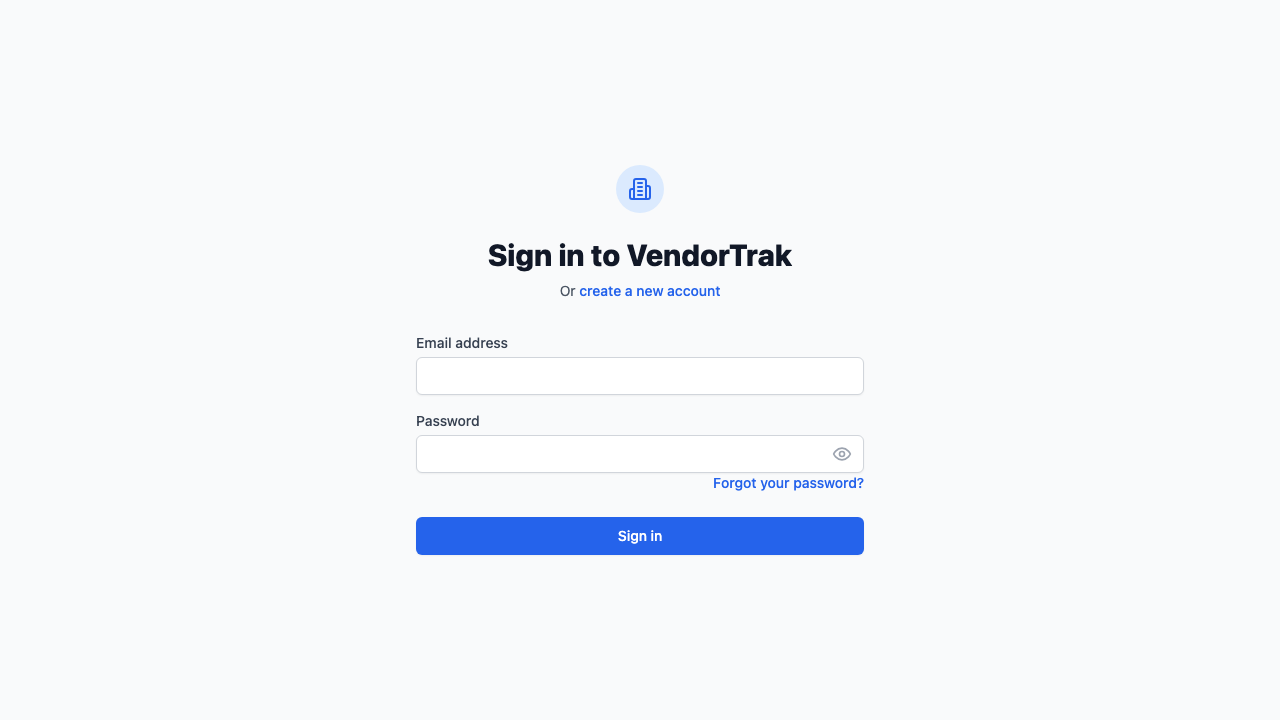 Sign in to VendorTrak
Or create a new account
Email address
Password
Forgot your password?
Sign in